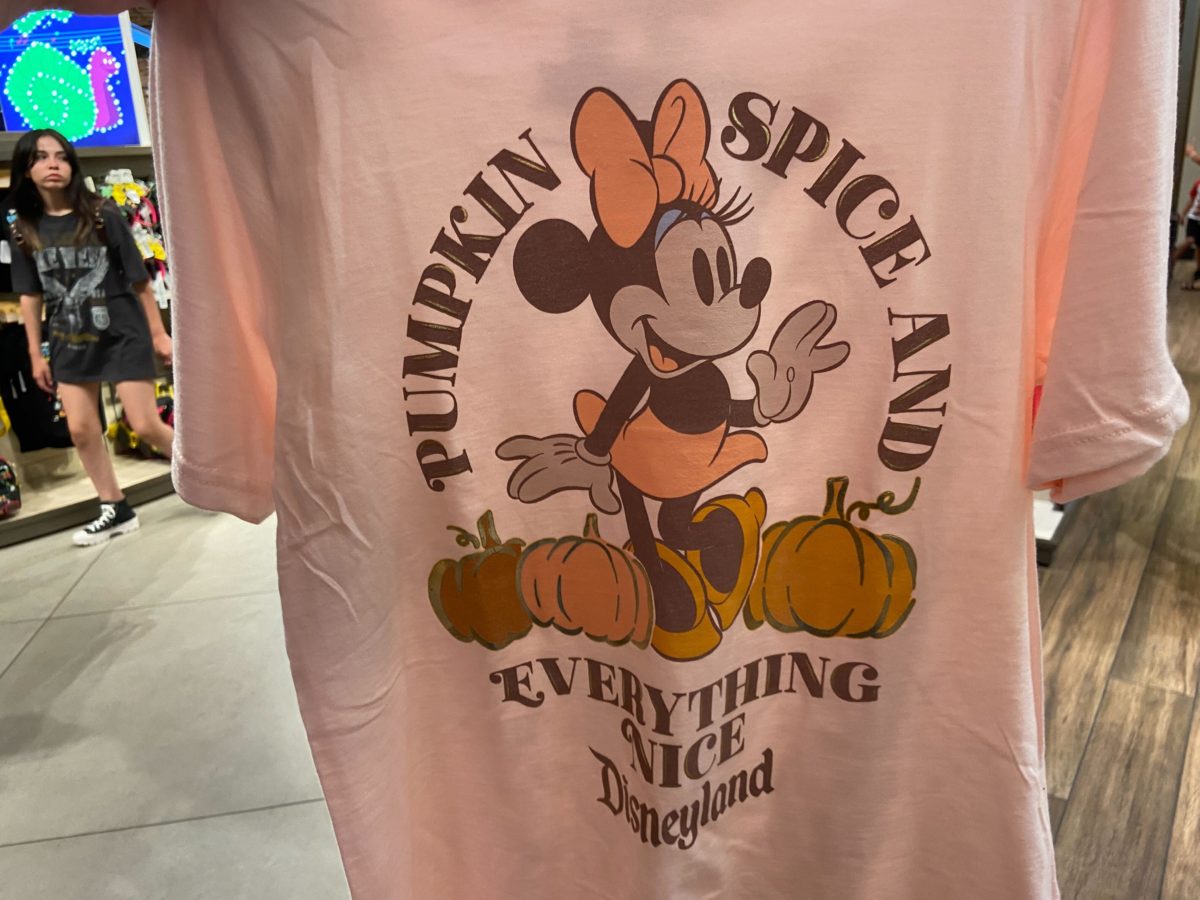 PUMPKIN SPICE AND
EVERYTHING
NICE
Disneyland